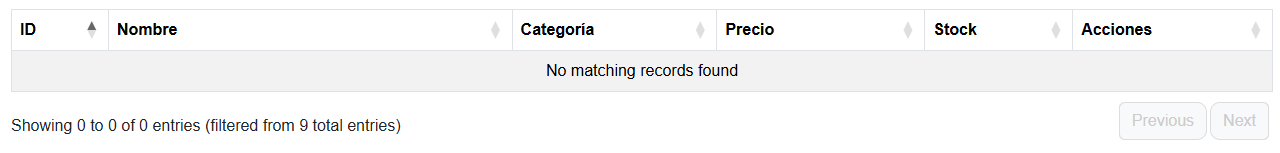 ID Nombre Categoría Precio Stock Acciones
No matching records found
Showing 0 to 0 of 0 entries (filtered from 9 total entries) Previous Next